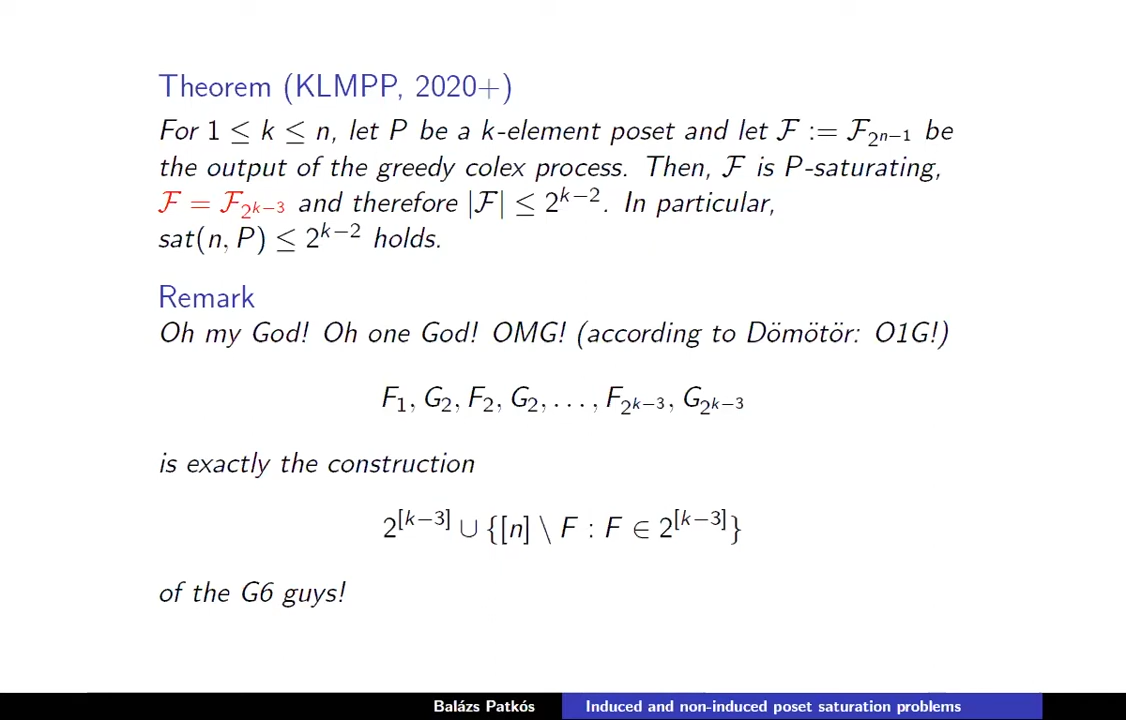 Theorem (KLMPP, 2020+)
For 1 ≤ k ≤ n, let P be a k-element poset and let 𝓕 := 𝓕_{2^{n−1}} be
the output of the greedy colex process. Then, 𝓕 is P-saturating,
𝓕 = 𝓕_{2^{k−3}} and therefore |𝓕| ≤ 2^{k−2}. In particular,
sat(n, P) ≤ 2^{k−2} holds.
Remark
Oh my God! Oh one God! OMG! (according to Dömötör: O1G!)
F_1, G_2, F_2, G_2, . . . , F_{2^{k−3}}, G_{2^{k−3}}
is exactly the construction
2^{[k−3]} ∪ {[n] \ F : F ∈ 2^{[k−3]}}
of the G6 guys!
Balázs Patkós Induced and non-induced poset saturation problems